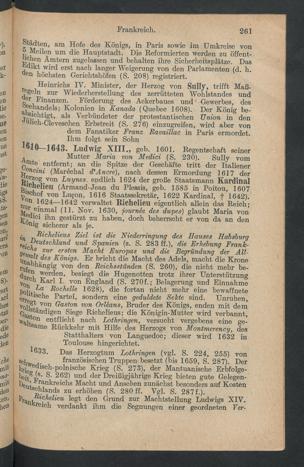 Frankreich. 261
Städten, am Hofe des Königs, in Paris sowie im Umkreise von
5 Meilen um die Hauptstadt. Die Reformierten werden zu öffent-
lichen Ämtern zugelassen und behalten ihre Sicherheitsplätze. Das
Edikt wird erst nach langer Weigerung von den Parlamenten (d. h.
den höchsten Gerichtshöfen) (S. 208) registriert.
Heinrichs IV. Minister, der Herzog von Sully, trifft Maß-
regeln zur Wiederherstellung des zerrütteten Wohlstandes und
der Finanzen. Förderung des Ackerbaues und Gewerbes, des
Seehandels; Kolonien in Kanada (Quebec 1608). Der König be-
absichtigt, als Verbündeter der protestantischen Union in den
Jülich-Cleveschen Erbstreit (S. 276) einzugreifen, wird aber von
dem Fanatiker Franz Ravaillac in Paris ermordet.
Ihm folgt sein Sohn
1610—1643. Ludwig XIII., geb. 1601. Regentschaft seiner
Mutter Maria von Medici (S. 230). Sully vom
Amte entfernt; an die Spitze der Geschäfte tritt der Italiener
Concini (Maréchal d'Ancre), nach dessen Ermordung 1617 der
Herzog von Luynes, endlich 1624 der große Staatsmann Kardinal
Richelieu (Armand-Jean du Plessis, geb. 1585 in Poitou, 1607
Bischof von Luçon, 1616 Staatssekretär, 1622 Kardinal, † 1642).
Von 1624—1642 verwaltet Richelieu eigentlich allein das Reich;
nur einmal (11. Nov. 1630, journée des dupes) glaubt Maria von
Medici ihn gestürzt zu haben, doch beherrscht er von da an den
König sicherer als je.
Richelieus Ziel ist die Niederringung des Hauses Habsburg
in Deutschland und Spanien (s. S. 283 ff.), die Erhebung Frank-
reichs zur ersten Macht Europas und die Begründung der All-
gewalt des Königs. Er bricht die Macht des Adels, macht die Krone
unabhängig von den Reichsständen (S. 260), die nicht mehr be-
rufen werden, besiegt die Hugenotten trotz ihrer Unterstützung
durch Karl I. von England (S. 270f.; Belagerung und Einnahme
von La Rochelle 1628), die fortan nicht mehr eine bewaffnete
politische Partei, sondern eine geduldete Sekte sind. Unruhen,
erregt von Gaston von Orléans, Bruder des Königs, enden mit dem
vollständigen Siege Richelieus; die Königin-Mutter wird verbannt,
Gaston entflieht nach Lothringen, versucht vergebens eine ge-
waltsame Rückkehr mit Hilfe des Herzogs von Montmorency, den
Statthalters von Languedoc; dieser wird 1632 in
Toulouse hingerichtet.
1633. Das Herzogtum Lothringen (vgl. S. 224, 255) von
französischen Truppen besetzt (bis 1659, S. 287). Der
schwedisch-polnische Krieg (S. 273), der Mantuanische Erbfolge-
krieg (s. S. 262) und der Dreißigjährige Krieg bieten gute Gelegen-
heit, Frankreichs Macht und Ansehen zunächst besonders auf Kosten
Deutschlands zu erhöhen (S. 280 ff. Vgl. S. 287 f.).
Richelieu legt den Grund zur Machtstellung Ludwigs XIV.
Frankreich verdankt ihm die Segnungen einer geordneten Ver-